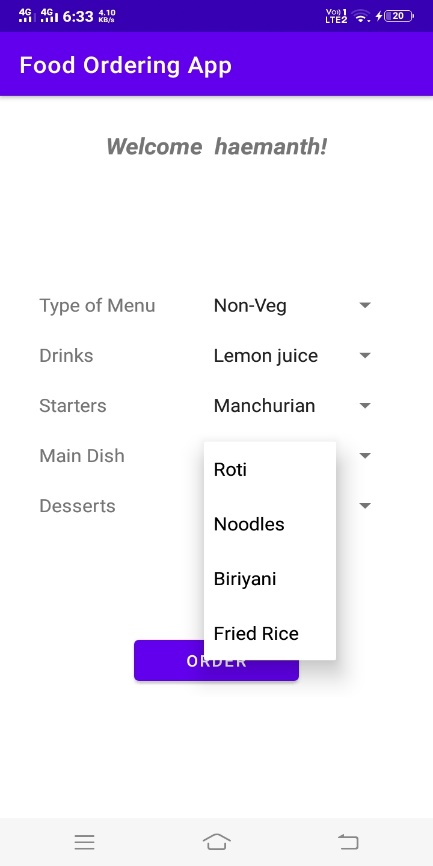 4G 4G 6:33 4.10 KB/s Vo)) 1 LTE2 20
Food Ordering App
Welcome haemanth!
Type of Menu Non-Veg
Drinks Lemon juice
Starters Manchurian
Main Dish
Roti
Desserts
Noodles
Biriyani
Fried Rice
ORDER